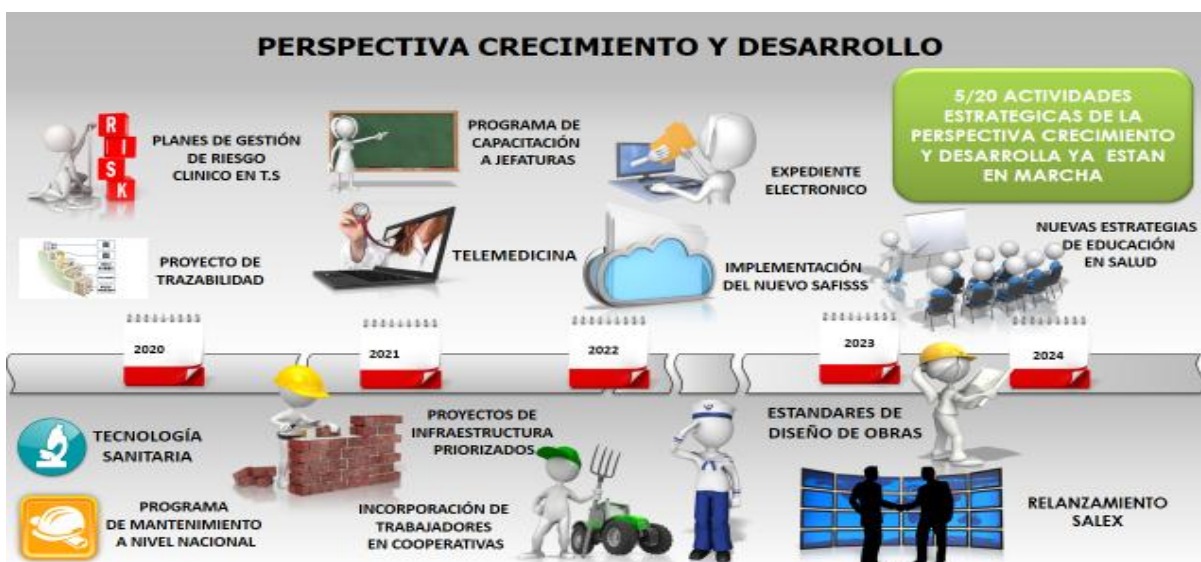 PERSPECTIVA CRECIMIENTO Y DESARROLLO
5/20 ACTIVIDADES
ESTRATEGICAS DE LA
PERSPECTIVA CRECIMIENTO
Y DESARROLLA YA ESTAN
EN MARCHA
R
I
S
K
PLANES DE GESTIÓN
DE RIESGO
CLINICO EN T.S
PROGRAMA DE
CAPACITACIÓN
A JEFATURAS
EXPEDIENTE
ELECTRONICO
PROYECTO DE
TRAZABILIDAD
TELEMEDICINA
IMPLEMENTACIÓN
DEL NUEVO SAFISSS
NUEVAS ESTRATEGIAS
DE EDUCACIÓN
EN SALUD
2020
2021
2022
2023
2024
TECNOLOGÍA
SANITARIA
PROYECTOS DE
INFRAESTRUCTURA
PRIORIZADOS
ESTANDARES DE
DISEÑO DE OBRAS
PROGRAMA
DE MANTENIMIENTO
A NIVEL NACIONAL
INCORPORACIÓN DE
TRABAJADORES
EN COOPERATIVAS
RELANZAMIENTO
SALEX